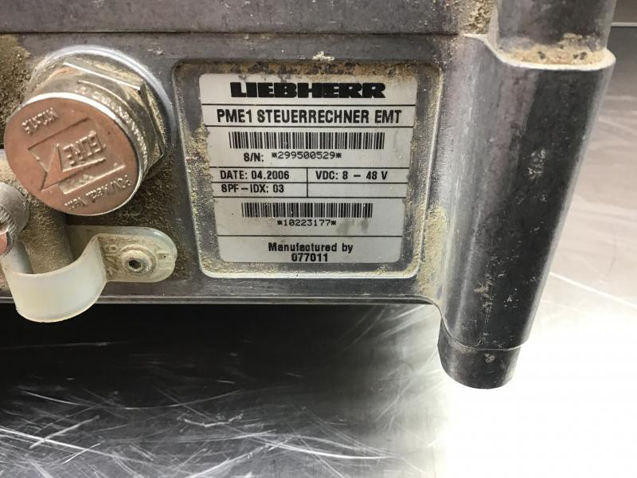 LIEBHERR
PME1 STEUERRECHNER EMT
S/N: *299500529*
DATE: 04.2006
VDC: 8 - 48 V
SPF-IDX: 03
*10223177*
Manufactured by
077011